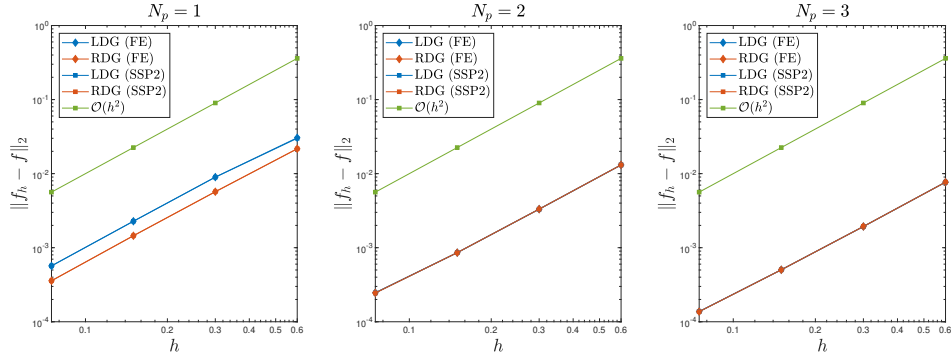 N_p = 1
10^0
10^-1
10^-2
10^-3
10^-4
‖f_h − f‖_2
0.1
0.2
0.3
0.4
0.5
0.6
h
LDG (FE)
RDG (FE)
LDG (SSP2)
RDG (SSP2)
𝒪(h^2)
N_p = 2
10^0
10^-1
10^-2
10^-3
10^-4
‖f_h − f‖_2
0.1
0.2
0.3
0.4
0.5
0.6
h
LDG (FE)
RDG (FE)
LDG (SSP2)
RDG (SSP2)
𝒪(h^2)
N_p = 3
10^0
10^-1
10^-2
10^-3
10^-4
‖f_h − f‖_2
0.1
0.2
0.3
0.4
0.5
0.6
h
LDG (FE)
RDG (FE)
LDG (SSP2)
RDG (SSP2)
𝒪(h^2)